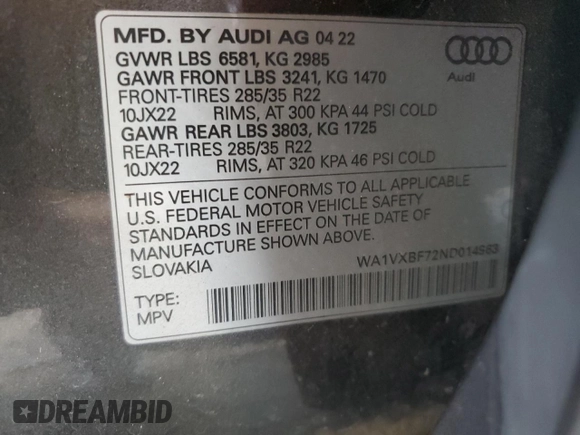 MFD. BY AUDI AG 04 22
GVWR LBS 6581, KG 2985
GAWR FRONT LBS 3241, KG 1470
FRONT-TIRES 285/35 R22
10JX22 RIMS, AT 300 KPA 44 PSI COLD
GAWR REAR LBS 3803, KG 1725
REAR-TIRES 285/35 R22
10JX22 RIMS, AT 320 KPA 46 PSI COLD
Audi
THIS VEHICLE CONFORMS TO ALL APPLICABLE
U.S. FEDERAL MOTOR VEHICLE SAFETY
STANDARDS IN EFFECT ON THE DATE OF
MANUFACTURE SHOWN ABOVE.
SLOVAKIA
WA1VXBF72ND014563
TYPE:
MPV
DREAMBID